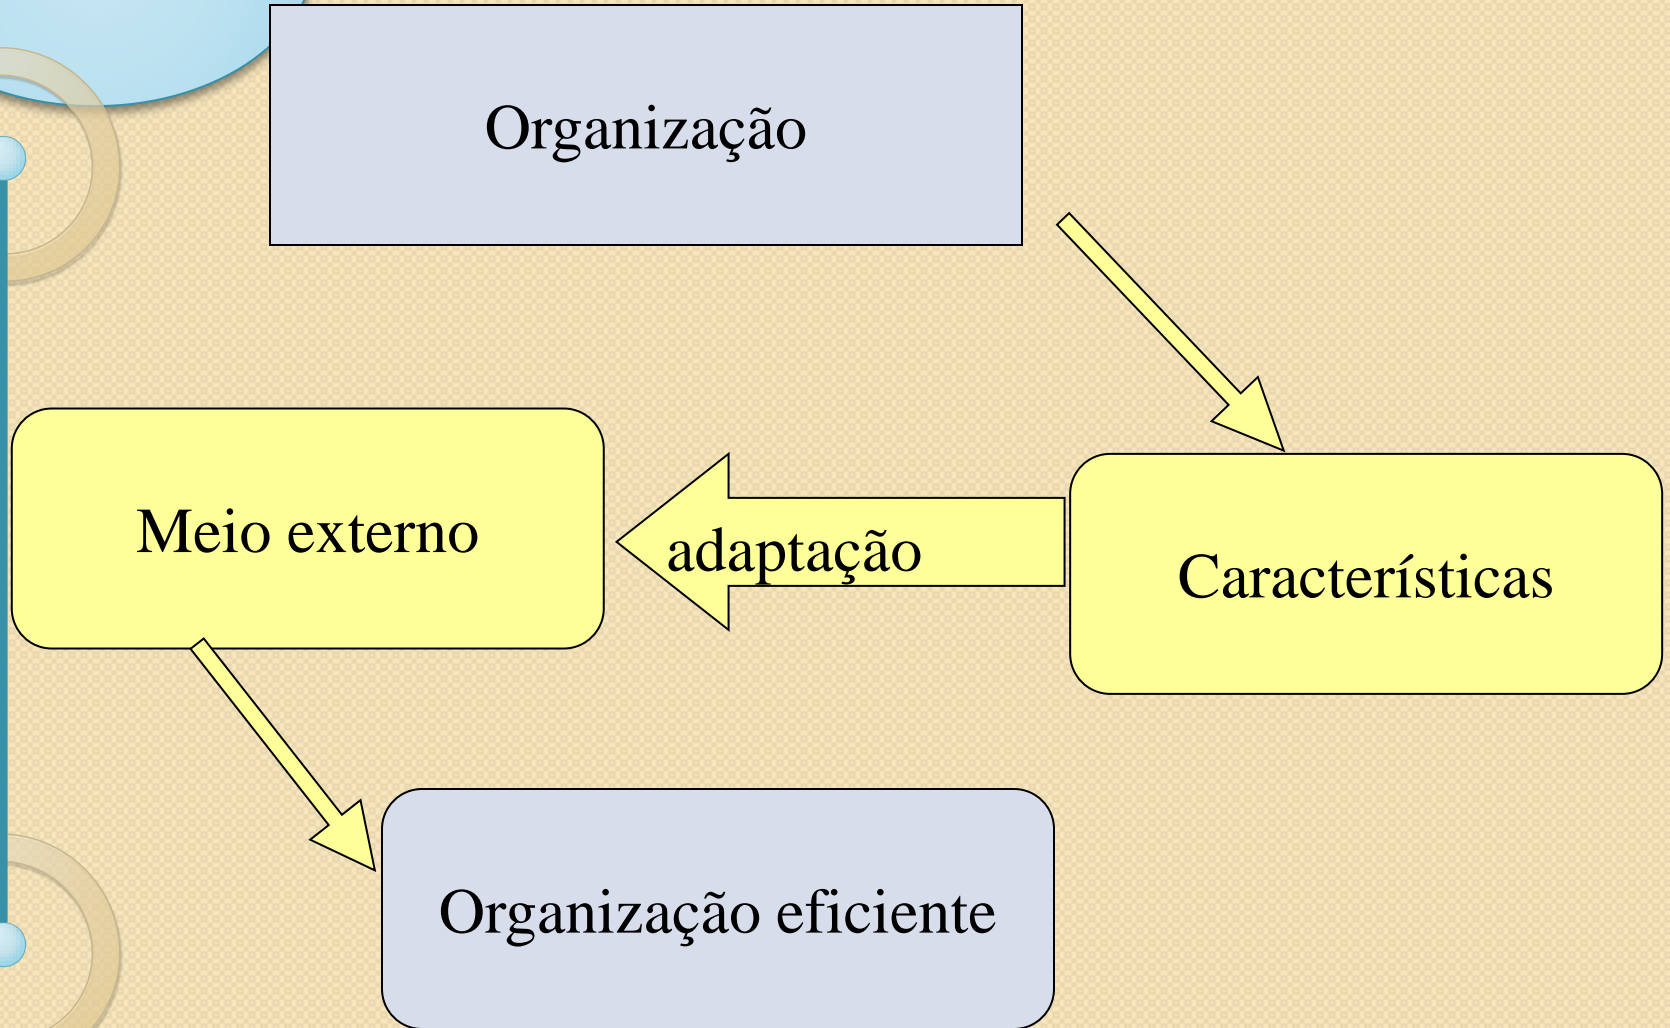 Organização
Meio externo
adaptação
Características
Organização eficiente